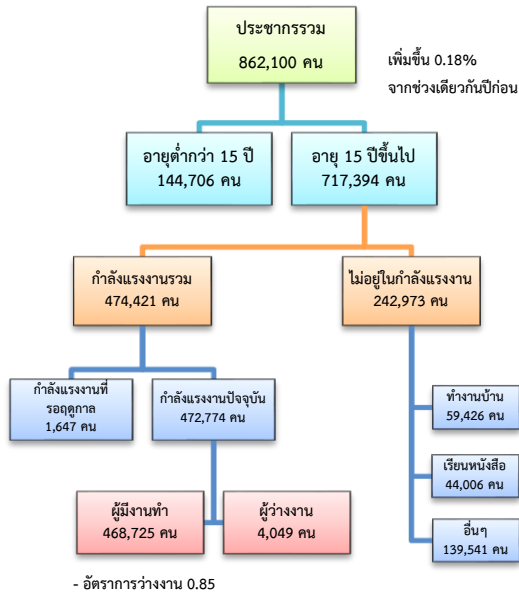 ประชากรรวม
862,100 คน
เพิ่มขึ้น 0.18%
จากช่วงเดียวกันปีก่อน
อายุต่ำกว่า 15 ปี
144,706 คน
อายุ 15 ปีขึ้นไป
717,394 คน
กำลังแรงงานรวม
474,421 คน
ไม่อยู่ในกำลังแรงงาน
242,973 คน
กำลังแรงงานที่
รอฤดูกาล
1,647 คน
กำลังแรงงานปัจจุบัน
472,774 คน
ทำงานบ้าน
59,426 คน
เรียนหนังสือ
44,006 คน
อื่นๆ
139,541 คน
ผู้มีงานทำ
468,725 คน
ผู้ว่างงาน
4,049 คน
- อัตราการว่างงาน 0.85